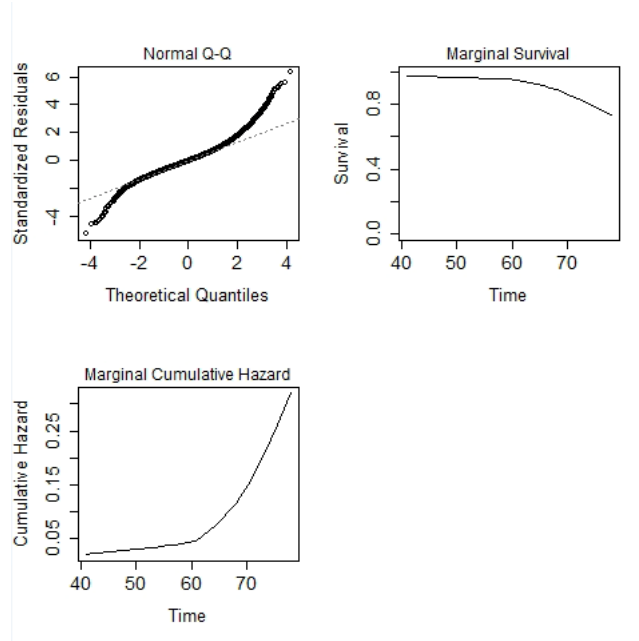 Normal Q-Q
Standardized Residuals
6
4
2
0
-4
-4 -2 0 2 4
Theoretical Quantiles
Marginal Survival
Survival
0.8
0.4
0.0
40 50 60 70
Time
Marginal Cumulative Hazard
Cumulative Hazard
0.25
0.15
0.05
40 50 60 70
Time